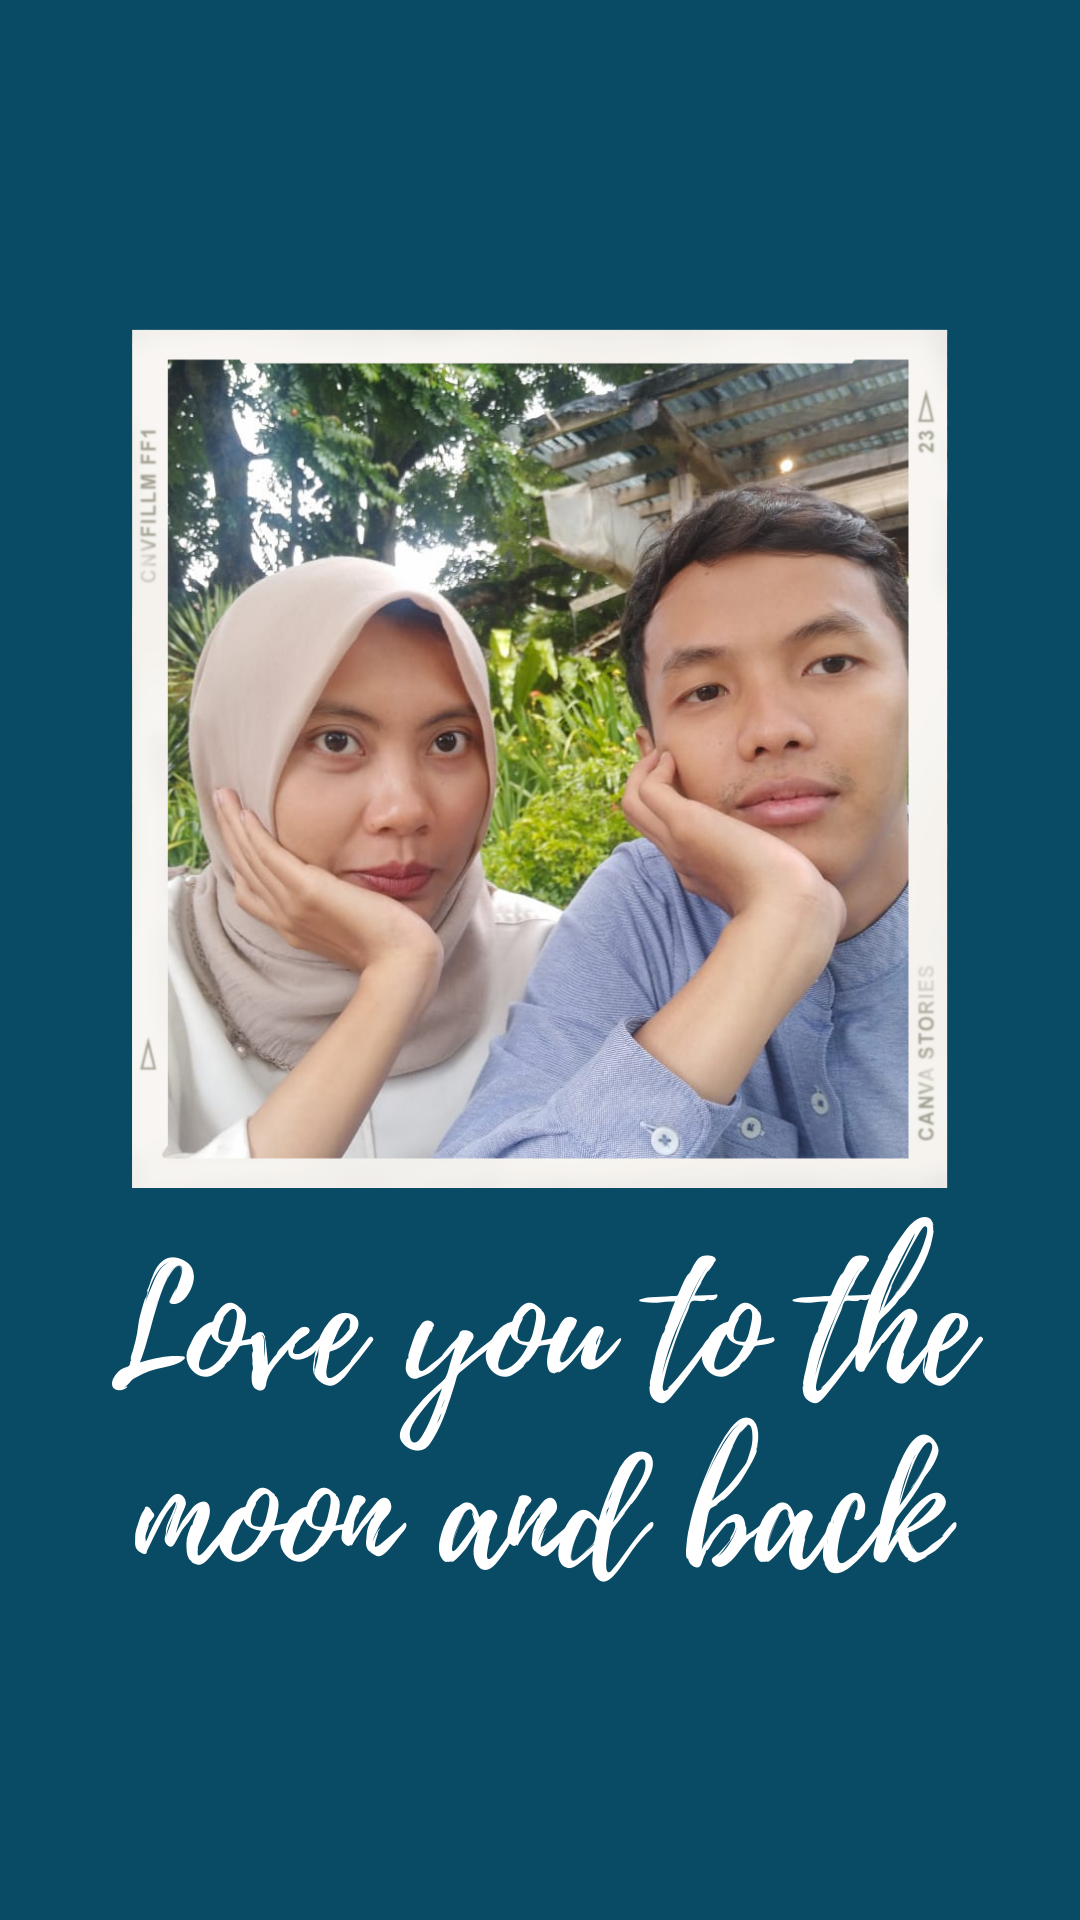 CNVFILLM FF1
23
CANVA STORIES
Love you to the
moon and back